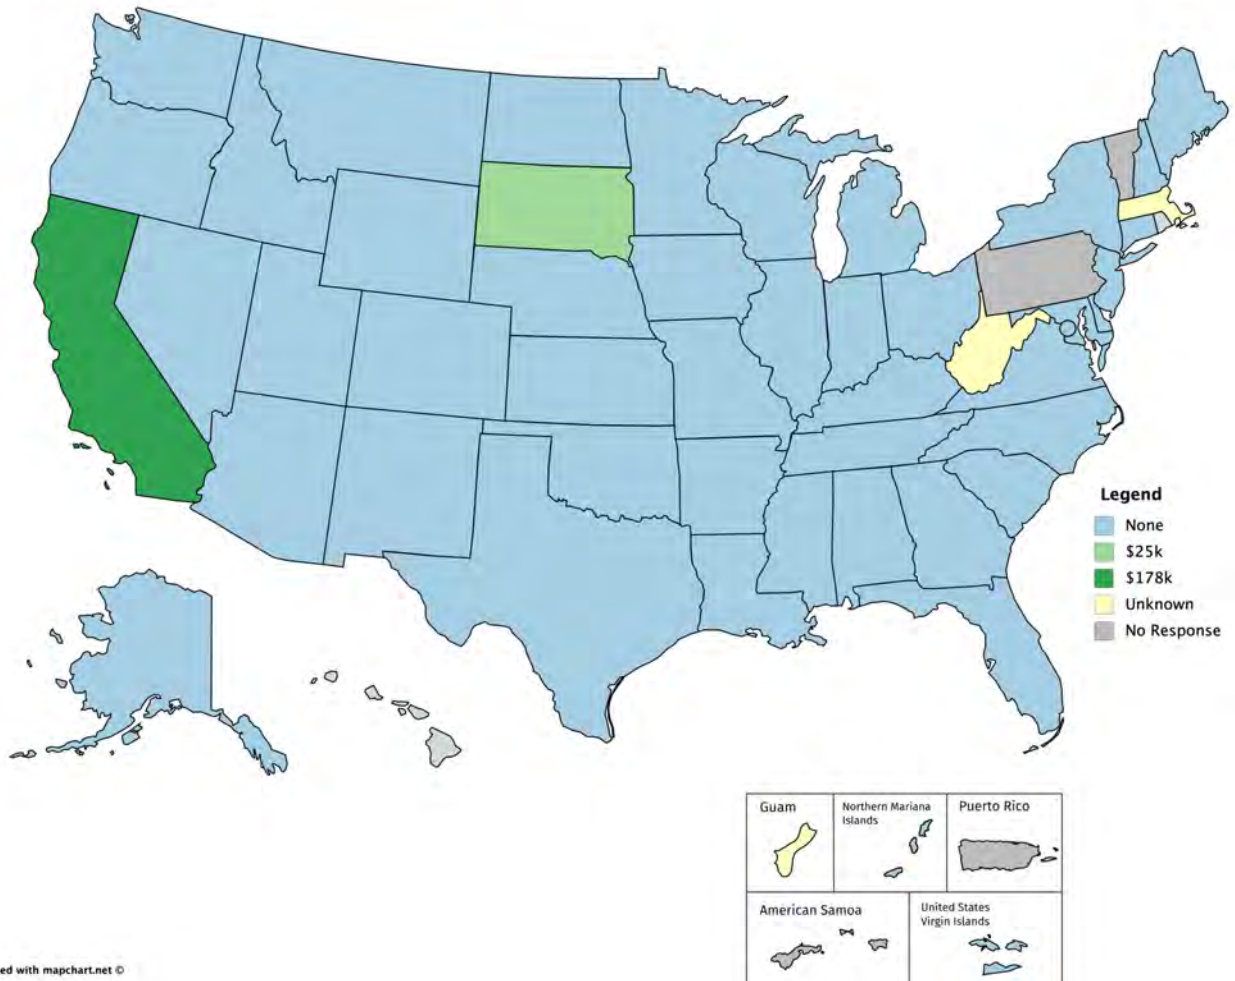 Legend
None
$25k
$178k
Unknown
No Response
Guam
Northern Mariana
Islands
Puerto Rico
American Samoa
United States
Virgin Islands
ed with mapchart.net ©